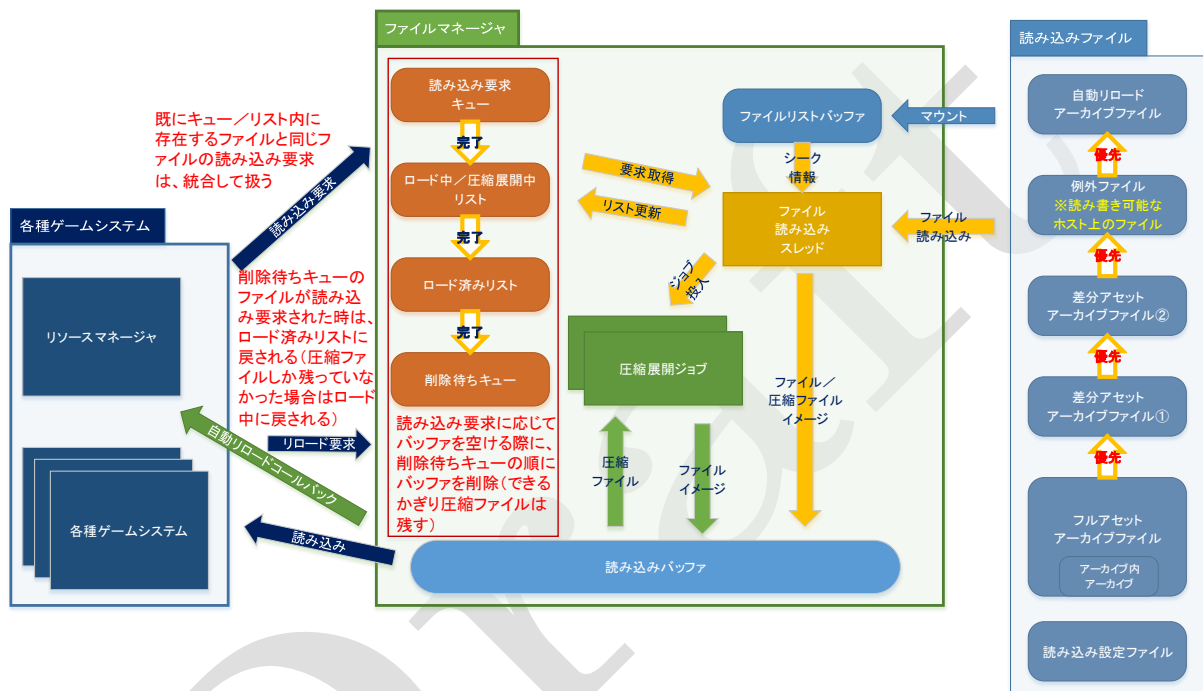 ファイルマネージャ
読み込みファイル
各種ゲームシステム
既にキュー／リスト内に
存在するファイルと同じフ
ァイルの読み込み要求
は、統合して扱う
読み込み要求
削除待ちキューの
ファイルが読み込
み要求された時は、
ロード済みリストに
戻される（圧縮ファ
イルしか残っていな
かった場合はロード
中に戻される）
リソースマネージャ
各種ゲームシステム
自動リロードコールバック
リロード要求
読み込み
読み込み要求
キュー
完了
ロード中／圧縮展開中
リスト
完了
ロード済みリスト
完了
削除待ちキュー
読み込み要求に応じて
バッファを空ける際に、
削除待ちキューの順に
バッファを削除（できる
かぎり圧縮ファイルは
残す）
要求取得
リスト更新
ファイルリストバッファ
マウント
シーク
情報
ファイル
読み込み
スレッド
ファイル
読み込み
ジョブ
投入
圧縮展開ジョブ
ファイル／
圧縮ファイル
イメージ
圧縮
ファイル
ファイル
イメージ
読み込みバッファ
自動リロード
アーカイブファイル
優先
例外ファイル
※読み書き可能な
ホスト上のファイル
優先
差分アセット
アーカイブファイル②
優先
差分アセット
アーカイブファイル①
優先
フルアセット
アーカイブファイル
アーカイブ内
アーカイブ
読み込み設定ファイル